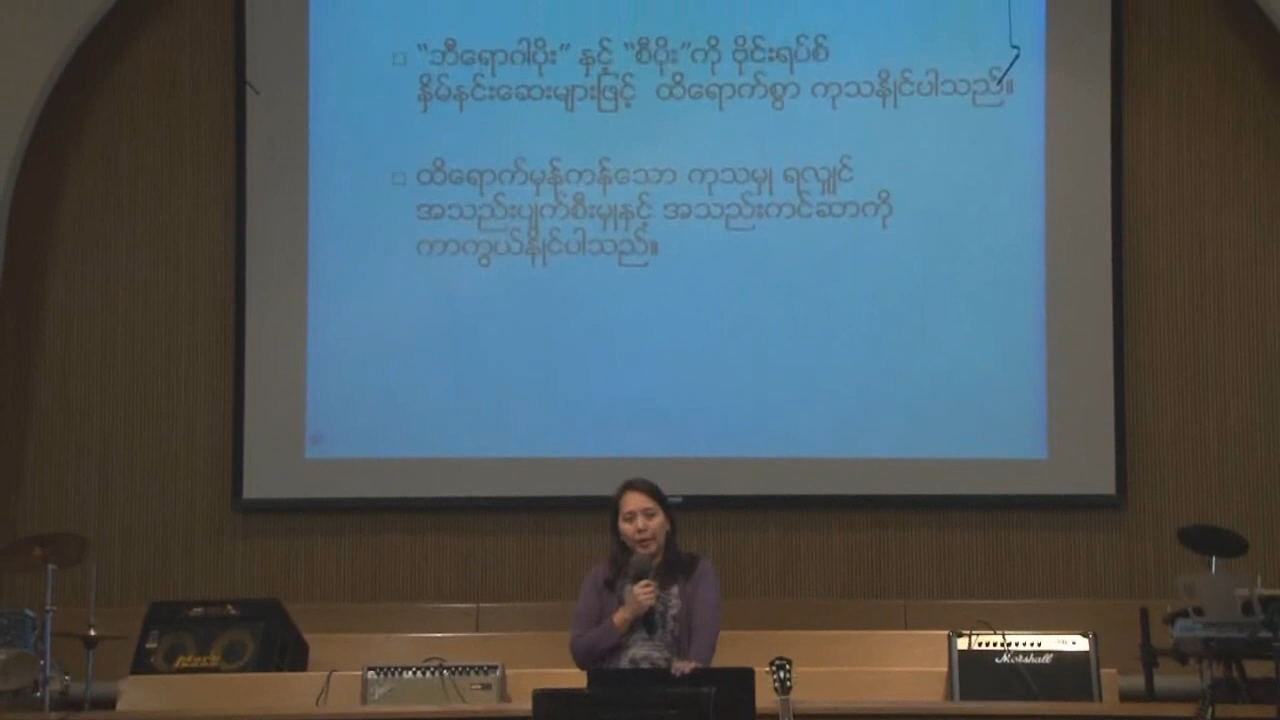 “ဘီရောဂါပိုး” နှင့် “စီပိုး”ကို ဗိုင်းရပ်စ်
နှိမ်နင်းဆေးများဖြင့် ထိရောက်စွာ ကုသနိုင်ပါသည်။
ထိရောက်မှန်ကန်သော ကုသမှု ရလျှင်
အသည်းပျက်စီးမှုနှင့် အသည်းကင်ဆာကို
ကာကွယ်နိုင်ပါသည်။
Mark
Marshall